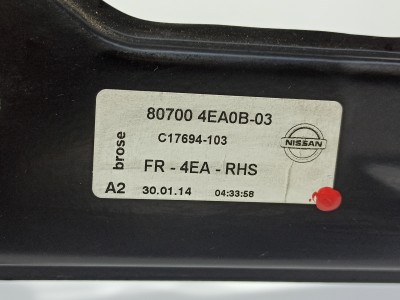 80700 4EA0B-03
C17694-103
NISSAN
brose
FR - 4EA - RHS
A2 30.01.14 04:33:58